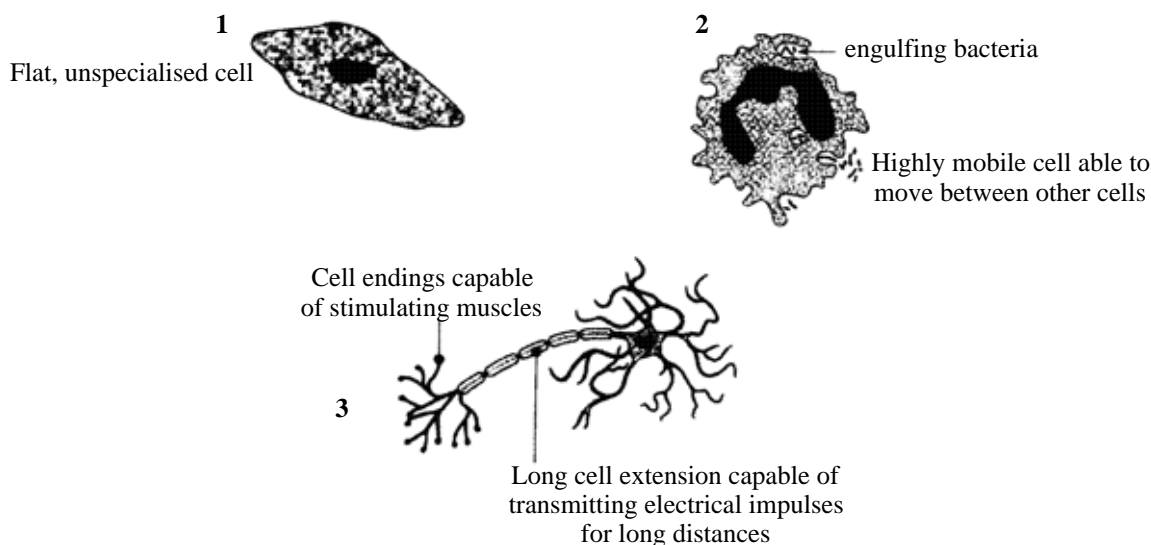 1
Flat, unspecialised cell
2
engulfing bacteria
Highly mobile cell able to
move between other cells
Cell endings capable
of stimulating muscles
3
Long cell extension capable of
transmitting electrical impulses
for long distances